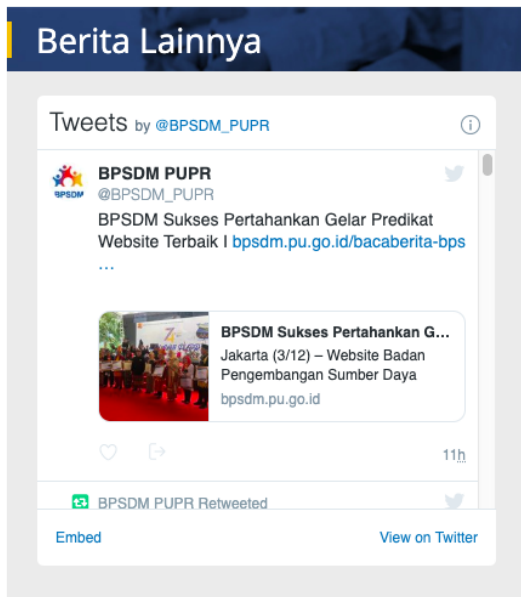 Berita Lainnya
Tweets by @BPSDM_PUPR
BPSDM PUPR
@BPSDM_PUPR
BPSDM
BPSDM Sukses Pertahankan Gelar Predikat
Website Terbaik I bpsdm.pu.go.id/bacaberita-bps
…
BPSDM Sukses Pertahankan G...
Jakarta (3/12) – Website Badan
Pengembangan Sumber Daya
bpsdm.pu.go.id
11h
BPSDM PUPR Retweeted
Embed
View on Twitter